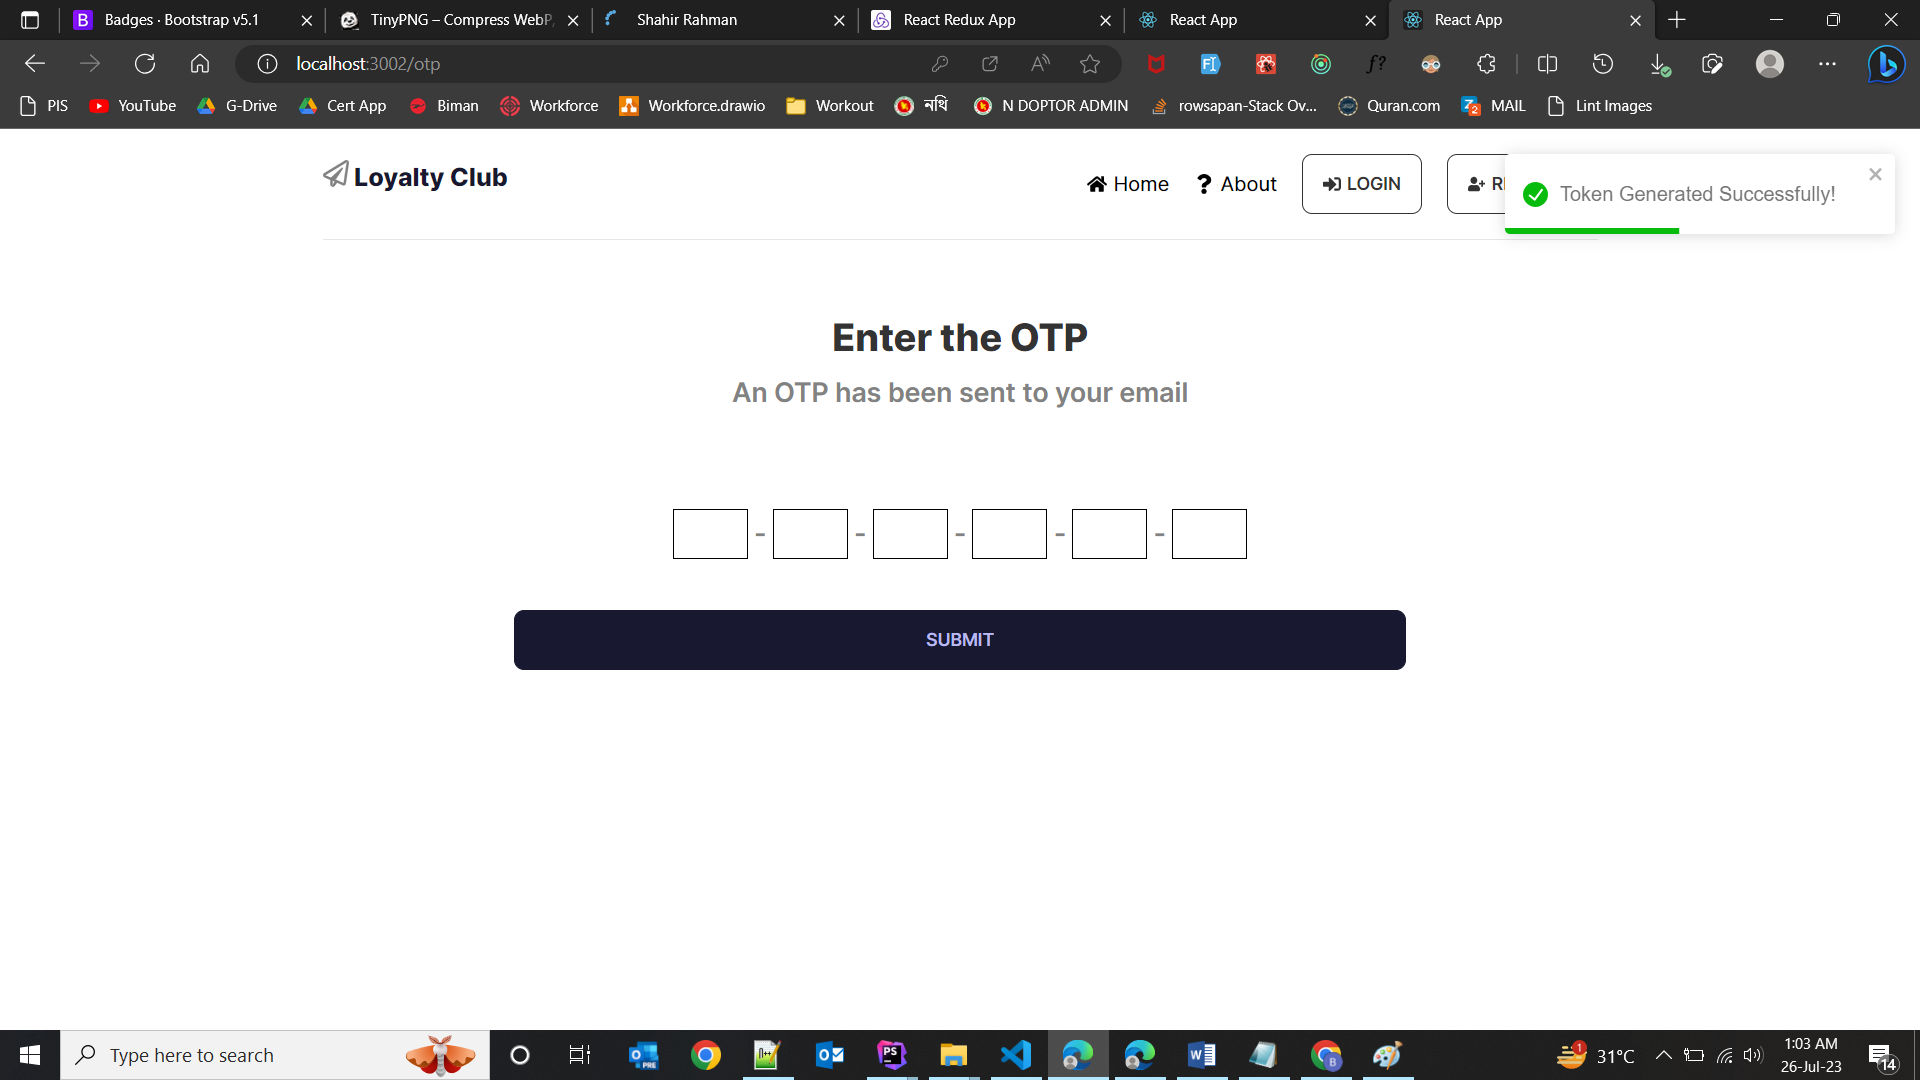 Badges · Bootstrap v5.1
TinyPNG – Compress WebP,
Shahir Rahman
React Redux App
React App
React App
localhost:3002/otp
PIS
YouTube
G-Drive
Cert App
Biman
Workforce
Workforce.drawio
Workout
নথি
N DOPTOR ADMIN
rowsapan-Stack Ov...
Quran.com
MAIL
Lint Images
Loyalty Club
Home
About
LOGIN
Token Generated Successfully!
Enter the OTP
An OTP has been sent to your email
- - - - -
SUBMIT
Type here to search
31°C
1:03 AM
26-Jul-23
14